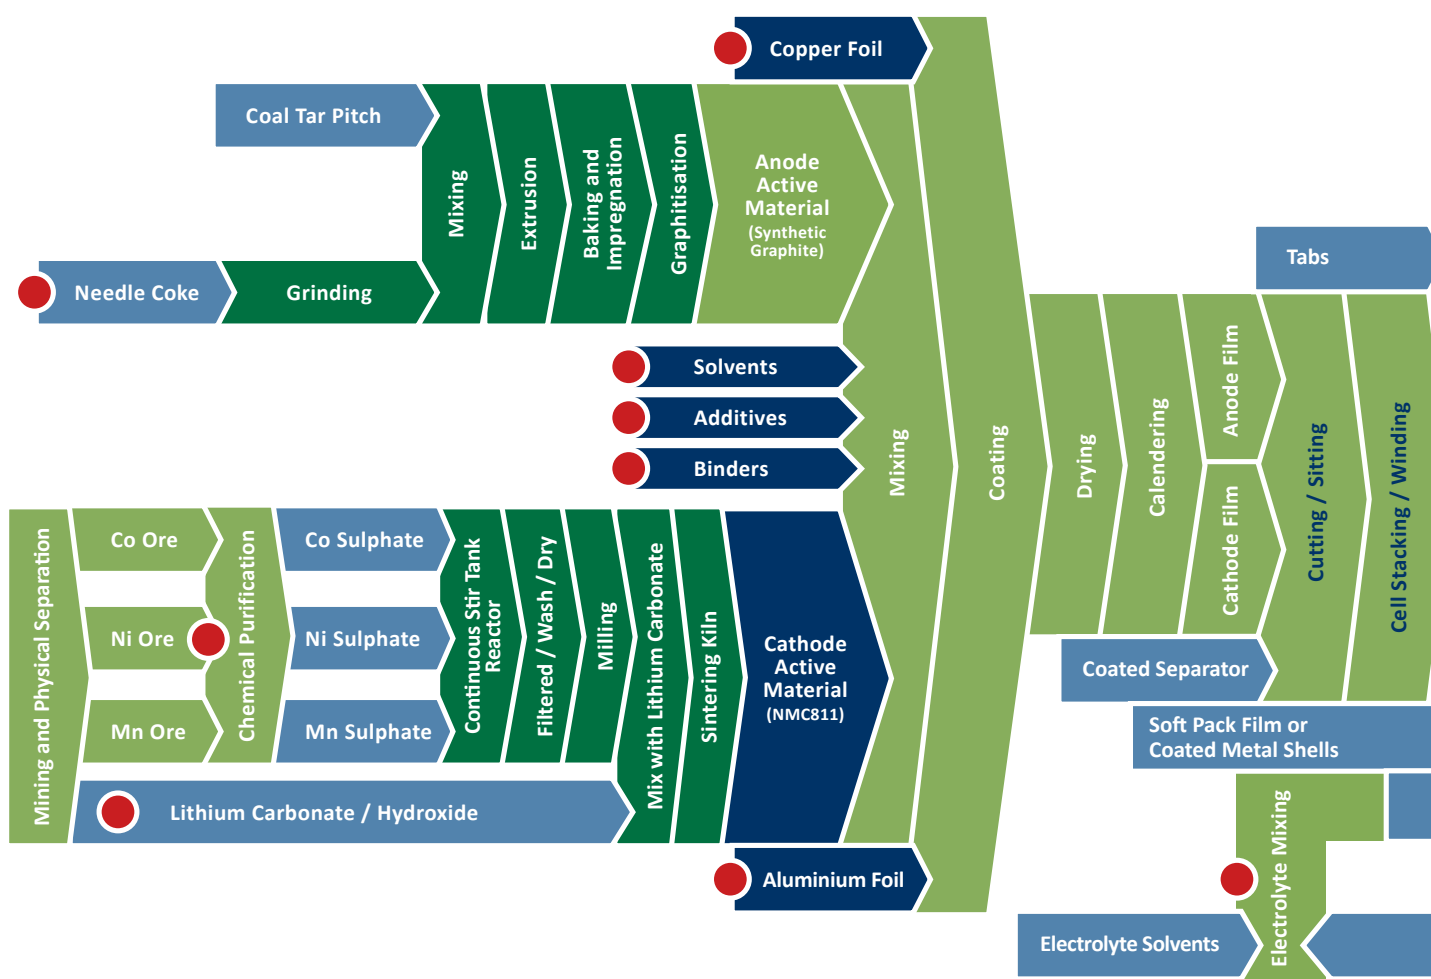 Copper Foil
Coal Tar Pitch
Needle Coke
Grinding
Mixing
Extrusion
Baking and
Impregnation
Graphitisation
Anode
Active
Material
(Synthetic
Graphite)
Solvents
Additives
Binders
Mining and Physical Separation
Co Ore
Ni Ore
Mn Ore
Chemical Purification
Co Sulphate
Ni Sulphate
Mn Sulphate
Lithium Carbonate / Hydroxide
Continuous Stir Tank
Reactor
Filtered / Wash / Dry
Milling
Mix with Lithium Carbonate
Sintering Kiln
Cathode
Active
Material
(NMC811)
Aluminium Foil
Mixing
Coating
Drying
Calendering
Anode Film
Cathode Film
Tabs
Cutting / Sitting
Cell Stacking / Winding
Coated Separator
Soft Pack Film or
Coated Metal Shells
Electrolyte Mixing
Electrolyte Solvents